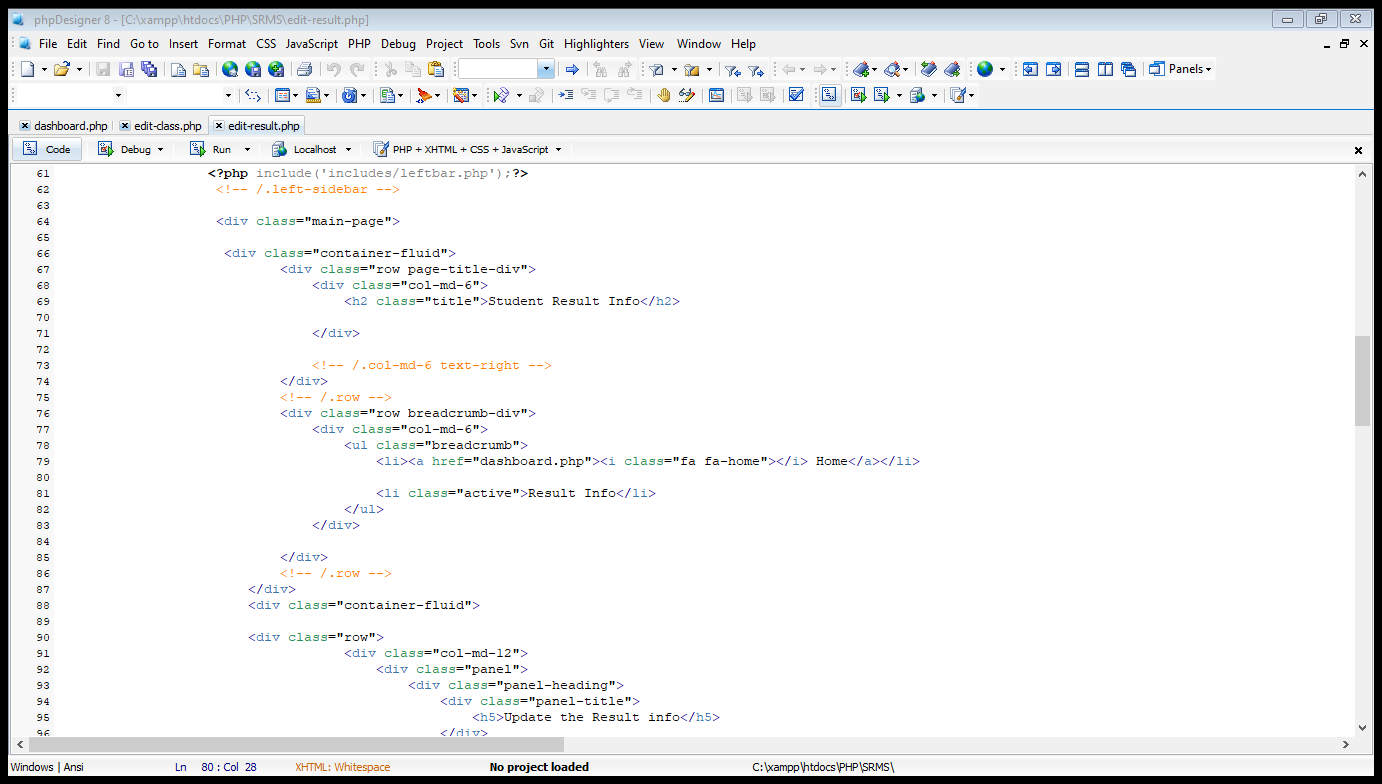 phpDesigner 8 - [C:\xampp\htdocs\PHP\SRMS\edit-result.php]
File Edit Find Go to Insert Format CSS JavaScript PHP Debug Project Tools Svn Git Highlighters View Window Help
Panels
dashboard.php edit-class.php edit-result.php
Code Debug Run Localhost PHP + XHTML + CSS + JavaScript
61 <?php include('includes/leftbar.php');?>
62 <!-- /.left-sidebar -->
63
64 <div class="main-page">
65
66 <div class="container-fluid">
67 <div class="row page-title-div">
68 <div class="col-md-6">
69 <h2 class="title">Student Result Info</h2>
70
71 </div>
72
73 <!-- /.col-md-6 text-right -->
74 </div>
75 <!-- /.row -->
76 <div class="row breadcrumb-div">
77 <div class="col-md-6">
78 <ul class="breadcrumb">
79 <li><a href="dashboard.php"><i class="fa fa-home"></i> Home</a></li>
80
81 <li class="active">Result Info</li>
82 </ul>
83 </div>
84
85 </div>
86 <!-- /.row -->
87 </div>
88 <div class="container-fluid">
89
90 <div class="row">
91 <div class="col-md-12">
92 <div class="panel">
93 <div class="panel-heading">
94 <div class="panel-title">
95 <h5>Update the Result info</h5>
96 </div>
Windows | Ansi Ln 80 : Col 28 XHTML: Whitespace No project loaded C:\xampp\htdocs\PHP\SRMS\